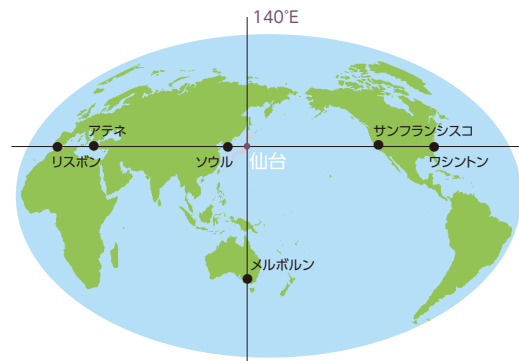 140°E
アテネ
サンフランシスコ
リスボン
ソウル
仙台
ワシントン
メルボルン